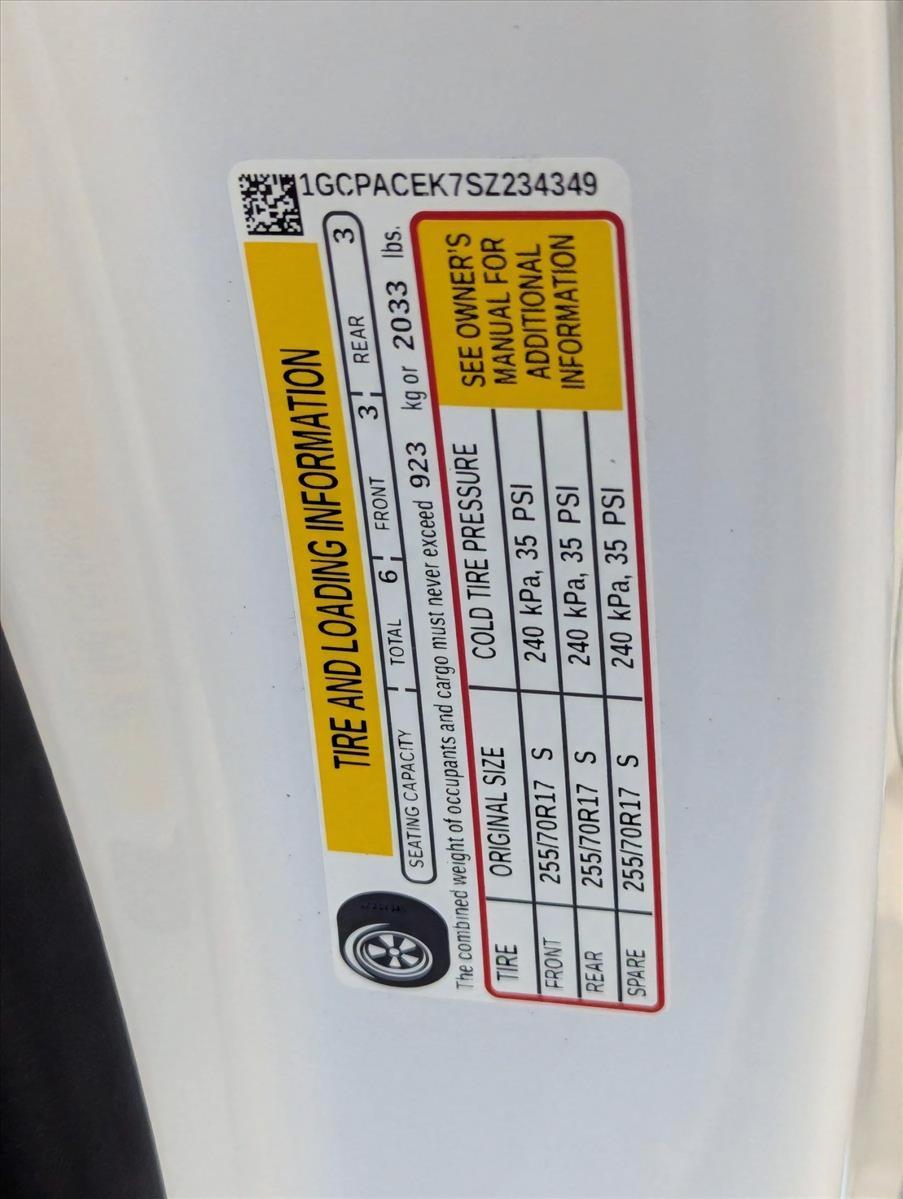 1GCPACEK7SZ234349
TIRE AND LOADING INFORMATION
SEATING CAPACITY TOTAL 6 FRONT 3 REAR 3
The combined weight of occupants and cargo must never exceed 923 kg or 2033 lbs.
TIRE ORIGINAL SIZE COLD TIRE PRESSURE
FRONT 255/70R17 S 240 kPa, 35 PSI
REAR 255/70R17 S 240 kPa, 35 PSI
SPARE 255/70R17 S 240 kPa, 35 PSI
SEE OWNER'S
MANUAL FOR
ADDITIONAL
INFORMATION